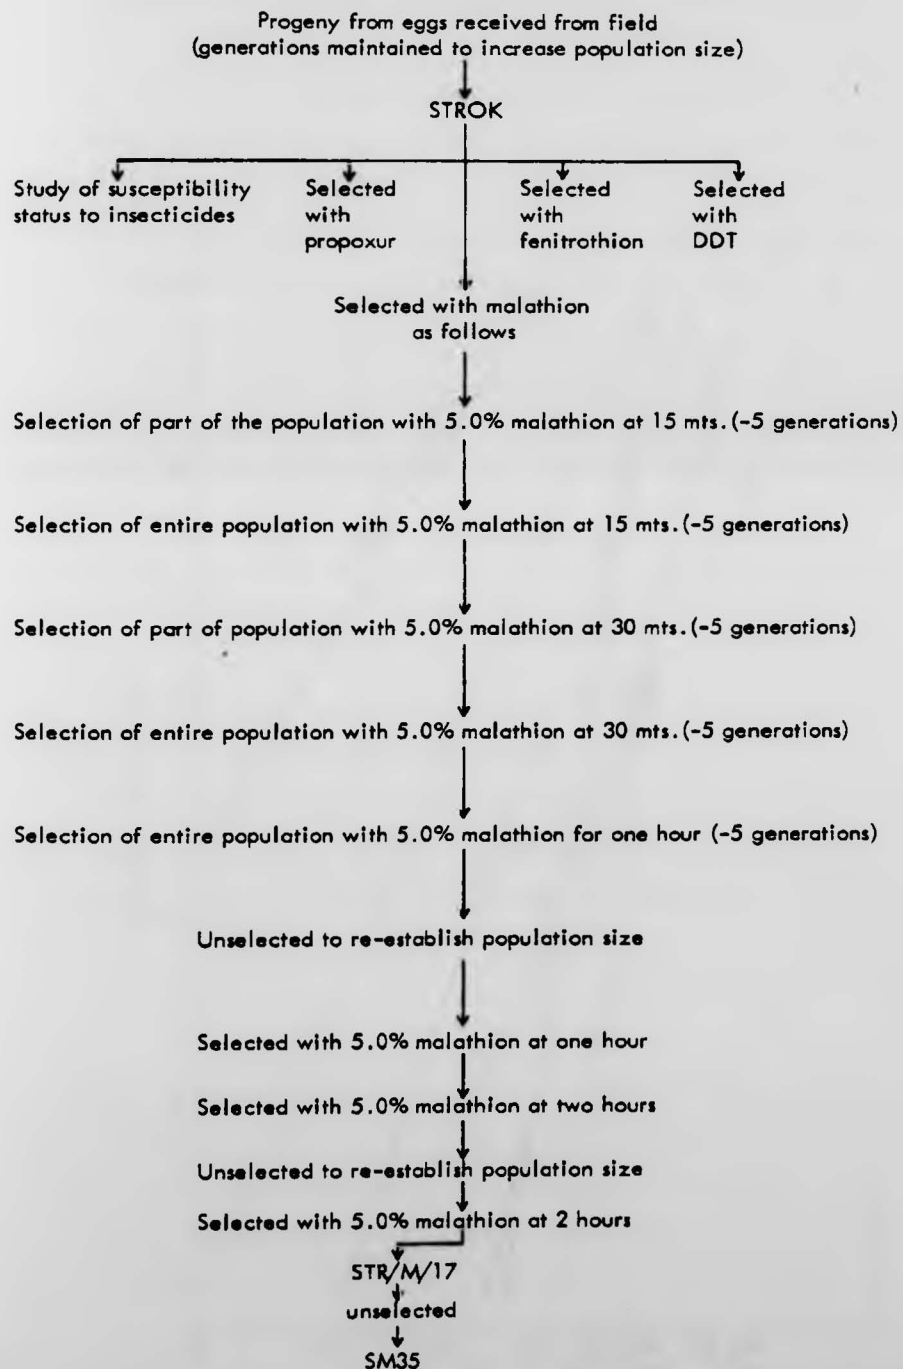 Progeny from eggs received from field
(generations maintained to increase population size)
STROK
Study of susceptibility
status to insecticides
Selected
with
propoxur
Selected
with
fenitrothion
Selected
with
DDT
Selected with malathion
as follows
Selection of part of the population with 5.0% malathion at 15 mts.(-5 generations)
Selection of entire population with 5.0% malathion at 15 mts.(-5 generations)
Selection of part of population with 5.0% malathion at 30 mts.(-5 generations)
Selection of entire population with 5.0% malathion at 30 mts.(-5 generations)
Selection of entire population with 5.0% malathion for one hour (-5 generations)
Unselected to re-establish population size
Selected with 5.0% malathion at one hour
Selected with 5.0% malathion at two hours
Unselected to re-establish population size
Selected with 5.0% malathion at 2 hours
STR/M/17
unselected
SM35